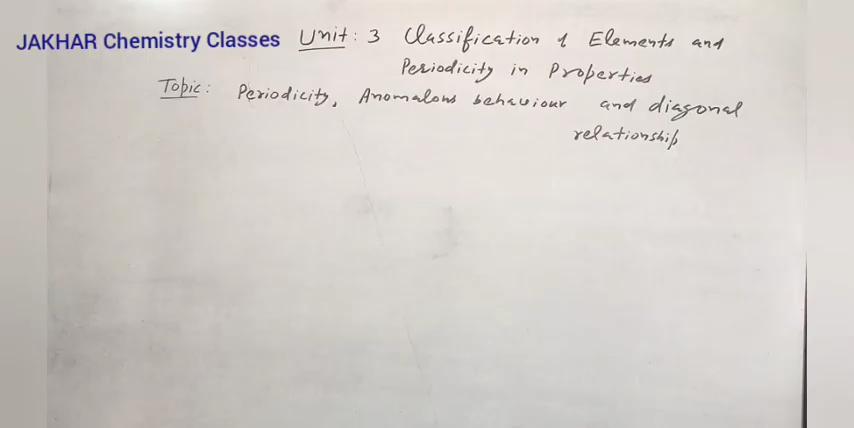 JAKHAR Chemistry Classes Unit: 3 Classification of Elements and
Periodicity in Properties
Topic: Periodicity, Anomalous behaviour and diagonal
relationship